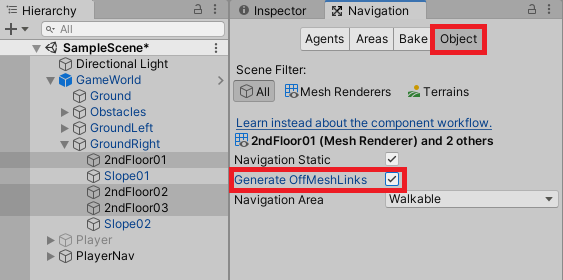 Hierarchy
All
SampleScene*
Directional Light
GameWorld
Ground
Obstacles
GroundLeft
GroundRight
2ndFloor01
Slope01
2ndFloor02
2ndFloor03
Slope02
Player
PlayerNav
Inspector Navigation
Agents Areas Bake Object
Scene Filter:
All Mesh Renderers Terrains
Learn instead about the component workflow.
2ndFloor01 (Mesh Renderer) and 2 others
Navigation Static
Generate OffMeshLinks
Navigation Area Walkable